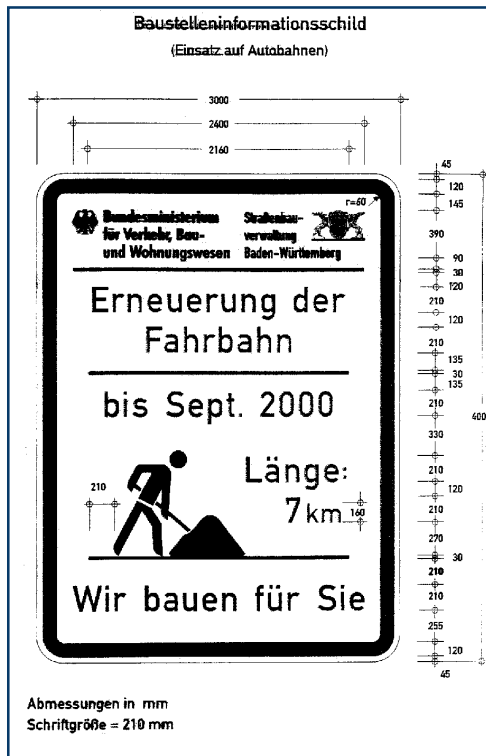 Baustelleninformationsschild
(Einsatz auf Autobahnen)
3000
2400
2160
r=60
Bundesministerium
für Verkehr, Bau-
und Wohnungswesen
Straßenbau-
verwaltung
Baden-Württemberg
Erneuerung der
Fahrbahn
bis Sept. 2000
210
Länge:
7 km
160
Wir bauen für Sie
45
120
145
390
90
30
120
210
120
210
135
30
135
210
330
210
120
210
270
30
210
210
255
120
45
400
Abmessungen in mm
Schriftgröße = 210 mm